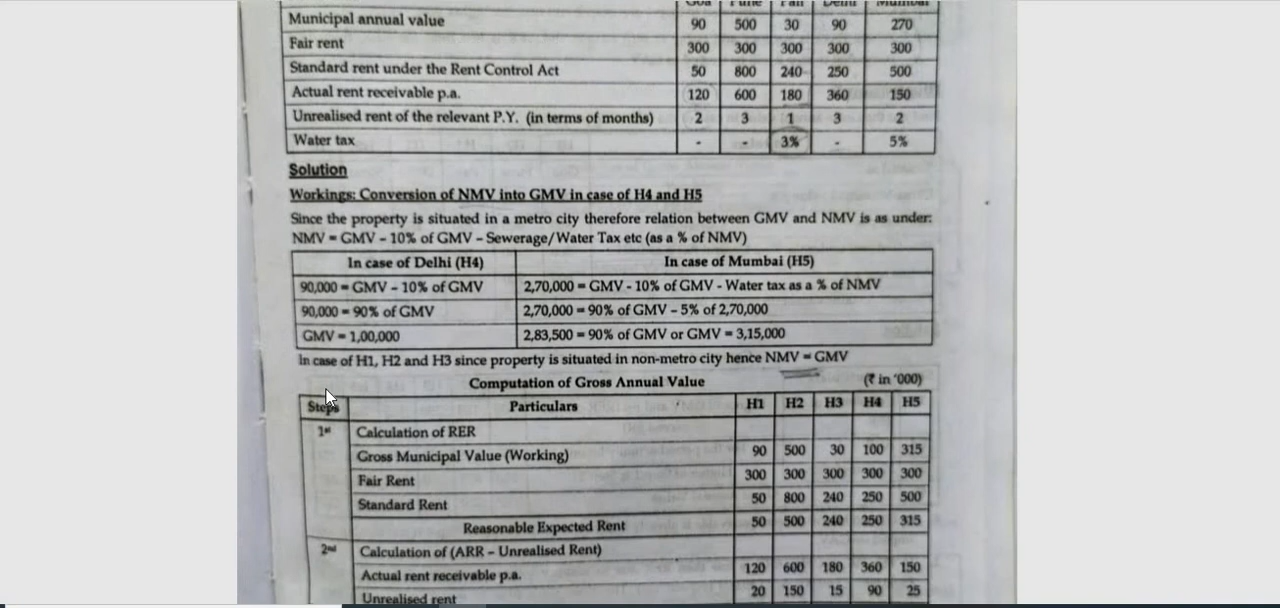 Municipal annual value 90 500 30 90 270
Fair rent 300 300 300 300 300
Standard rent under the Rent Control Act 50 800 240 250 500
Actual rent receivable p.a. 120 600 180 360 150
Unrealised rent of the relevant P.Y. (in terms of months) 2 3 1 3 2
Water tax - - 3% - 5%
Solution
Workings: Conversion of NMV into GMV in case of H4 and H5
Since the property is situated in a metro city therefore relation between GMV and NMV is as under:
NMV = GMV - 10% of GMV - Sewerage/Water Tax etc (as a % of NMV)
In case of Delhi (H4) In case of Mumbai (H5)
90,000 = GMV - 10% of GMV 2,70,000 = GMV - 10% of GMV - Water tax as a % of NMV
90,000 = 90% of GMV 2,70,000 = 90% of GMV - 5% of 2,70,000
GMV = 1,00,000 2,83,500 = 90% of GMV or GMV = 3,15,000
In case of H1, H2 and H3 since property is situated in non-metro city hence NMV = GMV
Computation of Gross Annual Value (₹ in '000)
Steps Particulars H1 H2 H3 H4 H5
1st Calculation of RER
Gross Municipal Value (Working) 90 500 30 100 315
Fair Rent 300 300 300 300 300
Standard Rent 50 800 240 250 500
Reasonable Expected Rent 50 500 240 250 315
2nd Calculation of (ARR - Unrealised Rent)
Actual rent receivable p.a. 120 600 180 360 150
Unrealised rent 20 150 15 90 25